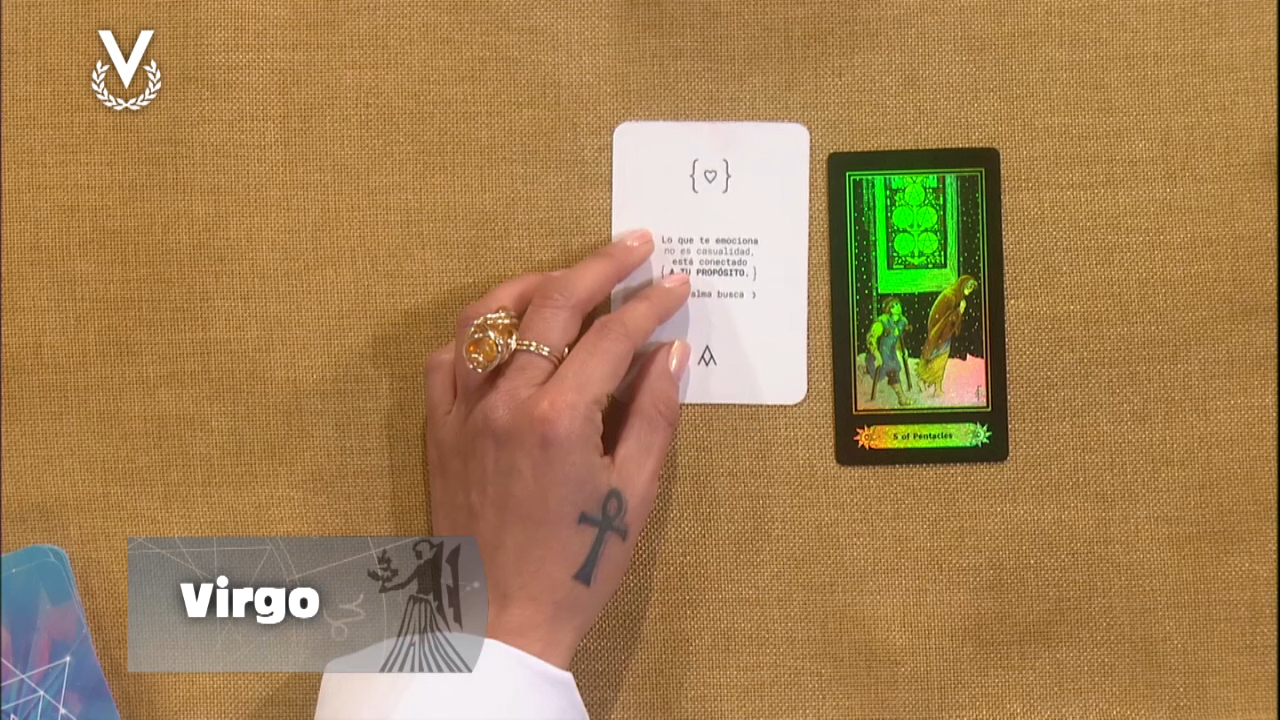 V
Lo que te emociona
no es casualidad,
está conectado
{ A TU PROPÓSITO. }
alma busca
5 of Pentacles
Virgo